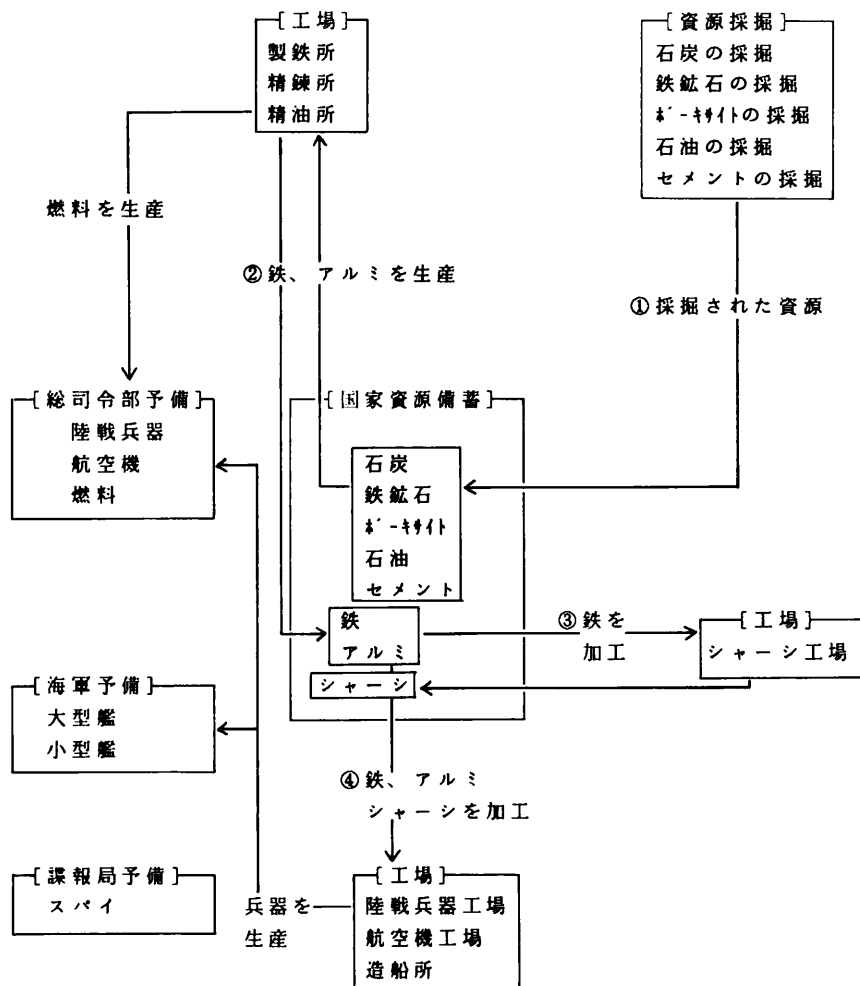 [工場]
製鉄所
精錬所
精油所
[資源採掘]
石炭の採掘
鉄鉱石の採掘
ボーキサイトの採掘
石油の採掘
セメントの採掘
燃料を生産
②鉄、アルミを生産
①採掘された資源
[総司令部予備]
陸戦兵器
航空機
燃料
[国家資源備蓄]
石炭
鉄鉱石
ボーキサイト
石油
セメント
鉄
アルミ
シャーシ
③鉄を
加工
[工場]
シャーシ工場
[海軍予備]
大型艦
小型艦
④鉄、アルミ
シャーシを加工
[諜報局予備]
スパイ
兵器を
生産
[工場]
陸戦兵器工場
航空機工場
造船所